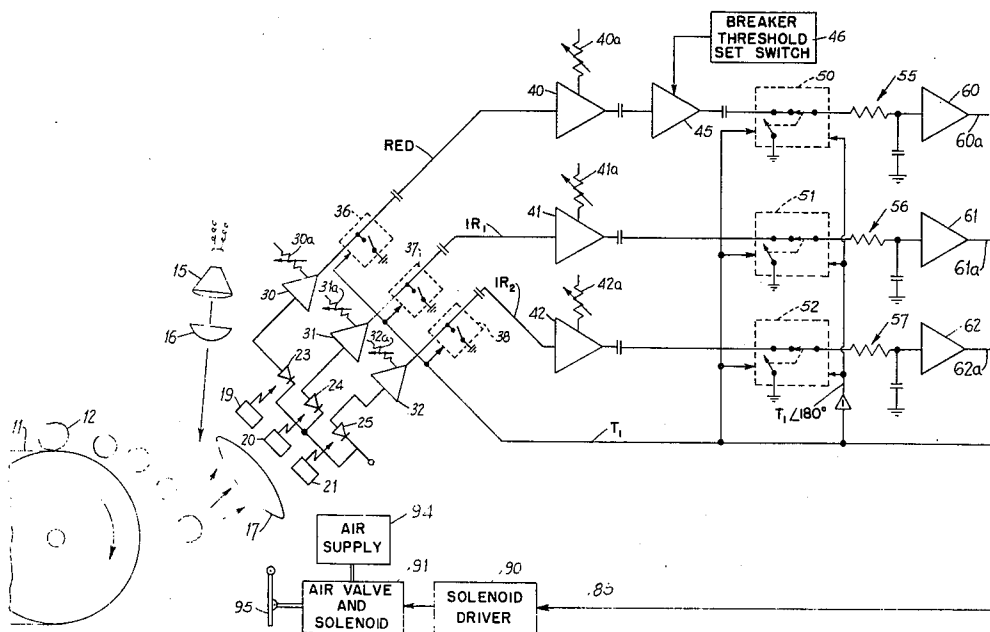 BREAKER
THRESHOLD
SET SWITCH
46
40a
40
45
50
55
60
60a
RED
36
41a
30a
37
IR₁
41
51
56
61
61a
15
30
31a
IR₂
42a
16
31
32a
38
42
52
57
62
62a
23
24
32
19
25
12
11
20
T₁∠180°
T₁
21
17
94
AIR
SUPPLY
91
90
85
95
AIR VALVE
AND
SOLENOID
SOLENOID
DRIVER